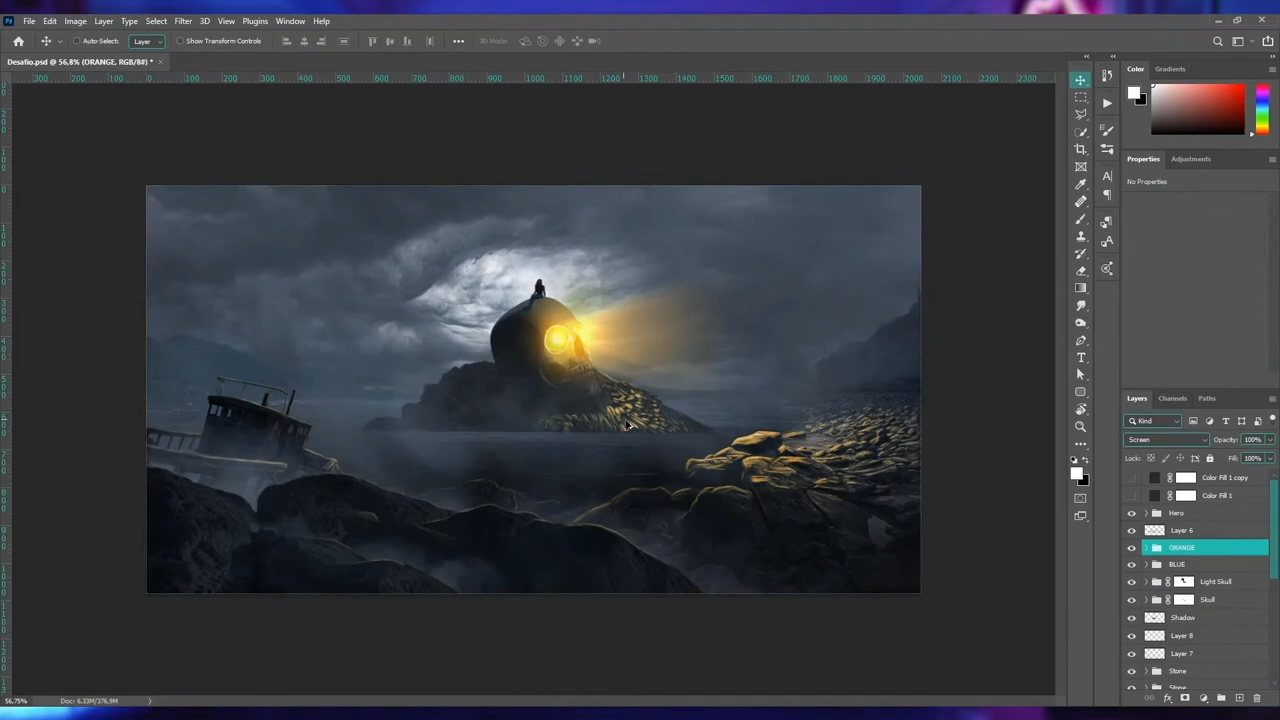 Ps File Edit Image Layer Type Select Filter 3D View Plugins Window Help
Auto-Select: Layer Show Transform Controls 3D Mode:
Desafio.psd @ 56,8% (ORANGE, RGB/8#) *
300 200 100 0 100 200 300 400 500 600 700 800 900 1000 1100 1200 1300 1400 1500 1600 1700 1800 1900 2000 2100 2200 2300
Color Gradients
Properties Adjustments
No Properties
Layers Channels Paths
Kind
Screen Opacity: 100%
Lock: Fill: 100%
Color Fill 1 copy
Color Fill 1
Hero
Layer 6
ORANGE
BLUE
Light Skull
Skull
Shadow
Layer 8
Layer 7
Stone
Stone
56,75% Doc: 6,33M/376,9M